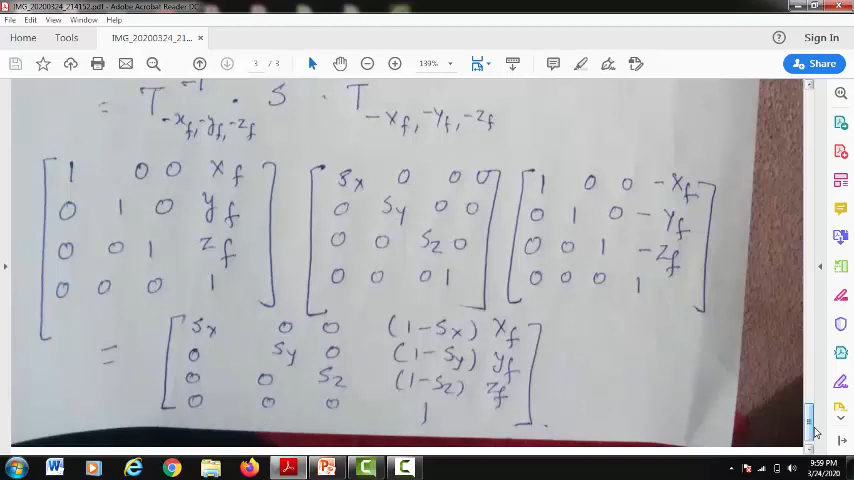 IMG_20200324_214152.pdf - Adobe Acrobat Reader DC
File Edit View Window Help
Home Tools IMG_20200324_21... × Sign In
3 / 3 139% Share
= T⁻¹ -xf,-yf,-zf · S · T -xf,-yf,-zf
[ 1 0 0 xf ] [ Sx 0 0 0 ] [ 1 0 0 -xf ]
[ 0 1 0 yf ] [ 0 Sy 0 0 ] [ 0 1 0 -yf ]
[ 0 0 1 zf ] [ 0 0 Sz 0 ] [ 0 0 1 -zf ]
[ 0 0 0 1 ] [ 0 0 0 1 ] [ 0 0 0 1 ]
= [ Sx 0 0 (1-Sx) xf ]
[ 0 Sy 0 (1-Sy) yf ]
[ 0 0 Sz (1-Sz) zf ]
[ 0 0 0 1 ].
9:59 PM
3/24/2020